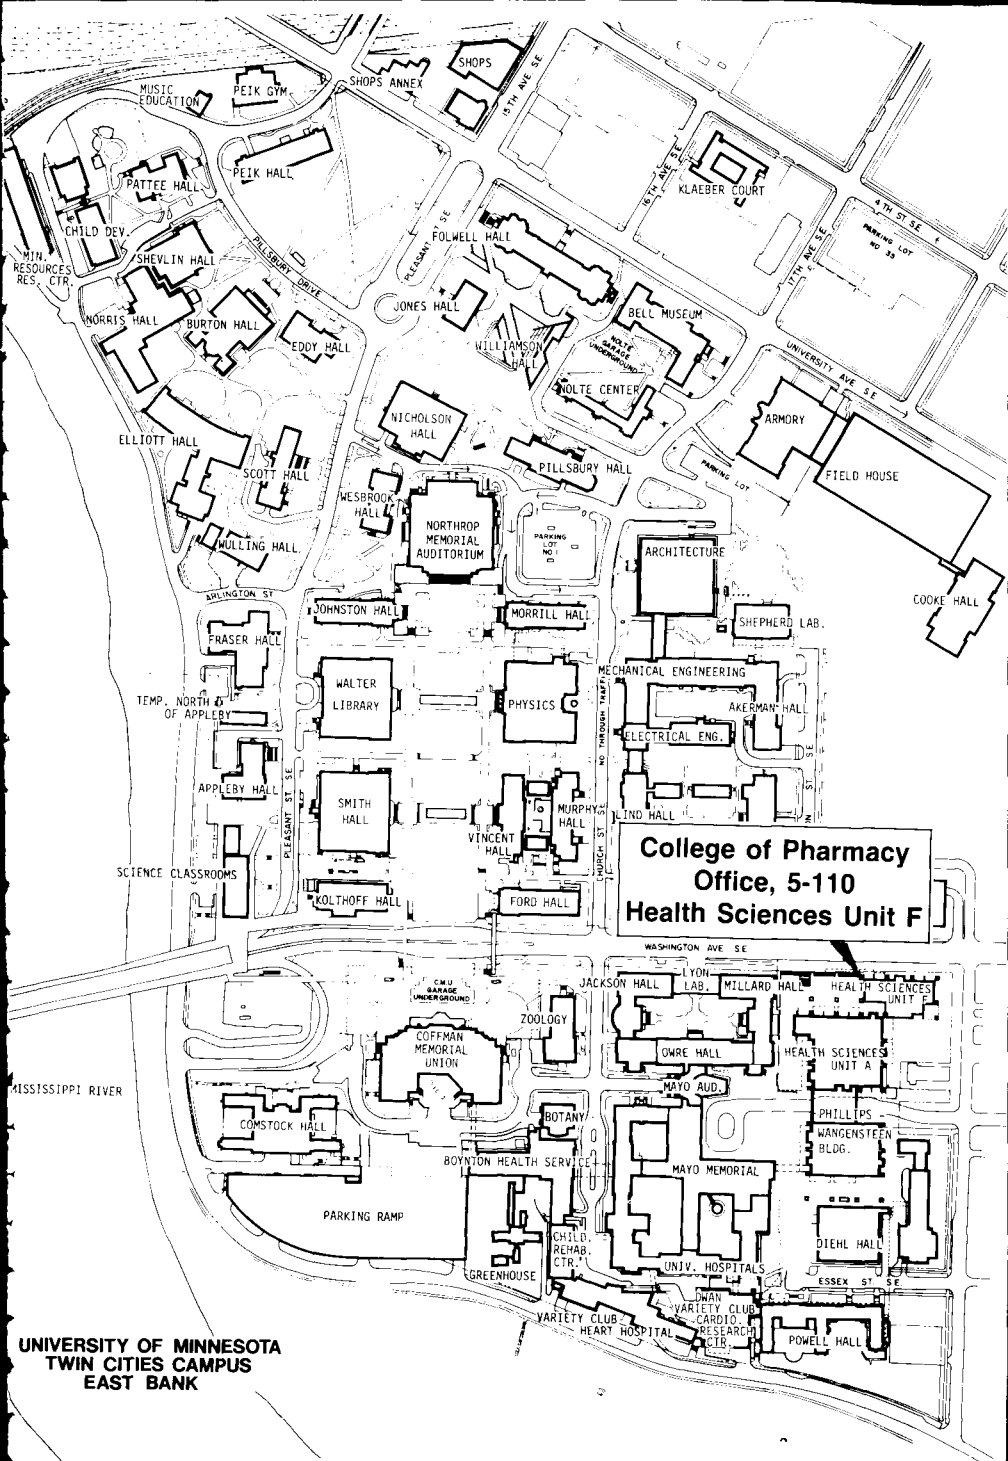 SHOPS
SHOPS ANNEX
PEIK GYM
MUSIC
EDUCATION
15TH AVE S.E.
PEIK HALL
PATTEE HALL
16TH AVE S.E.
KLAEBER COURT
4TH ST. S.E.
CHILD DEV.
PILLSBURY DRIVE
PLEASANT ST S.E.
FOLWELL HALL
17TH AVE S.E.
PARKING LOT
NO 33
MIN.
RESOURCES
RES. CTR.
SHEVLIN HALL
NORRIS HALL
BURTON HALL
EDDY HALL
JONES HALL
WILLIAMSON
HALL
BELL MUSEUM
NOLTE
GARAGE
UNDERGROUND
NOLTE CENTER
UNIVERSITY AVE S.E.
ARMORY
FIELD HOUSE
NICHOLSON
HALL
PILLSBURY HALL
PARKING LOT
ELLIOTT HALL
SCOTT HALL
WESBROOK
HALL
NORTHROP
MEMORIAL
AUDITORIUM
PARKING
LOT
NO 1
ARCHITECTURE
COOKE HALL
WULLING HALL
ARLINGTON ST
JOHNSTON HALL
MORRILL HALL
SHEPHERD LAB.
FRASER HALL
WALTER
LIBRARY
PHYSICS
MECHANICAL ENGINEERING
NO THROUGH TRAFFIC
TEMP. NORTH
OF APPLEBY
AKERMAN HALL
ELECTRICAL ENG.
APPLEBY HALL
PLEASANT ST S.E.
SMITH
HALL
VINCENT
HALL
MURPHY
HALL
CHURCH ST S.E.
LIND HALL
SCIENCE CLASSROOMS
KOLTHOFF HALL
FORD HALL
College of Pharmacy
Office, 5-110
Health Sciences Unit F
WASHINGTON AVE S.E
C.M.U
GARAGE
UNDERGROUND
JACKSON HALL
LYON
LAB.
MILLARD HALL
HEALTH SCIENCES
UNIT F
ZOOLOGY
COFFMAN
MEMORIAL
UNION
OWRE HALL
HEALTH SCIENCES
UNIT A
MISSISSIPPI RIVER
MAYO AUD.
COMSTOCK HALL
BOTANY
PHILLIPS
WANGENSTEEN
BLDG.
BOYNTON HEALTH SERVICE
MAYO MEMORIAL
PARKING RAMP
CHILD
REHAB.
CTR.
DIEHL HALL
GREENHOUSE
UNIV. HOSPITALS
ESSEX ST. S.E.
VARIETY CLUB
HEART HOSPITAL
DWAN
VARIETY CLUB
CARDIO.
RESEARCH
CTR.
POWELL HALL
UNIVERSITY OF MINNESOTA
TWIN CITIES CAMPUS
EAST BANK